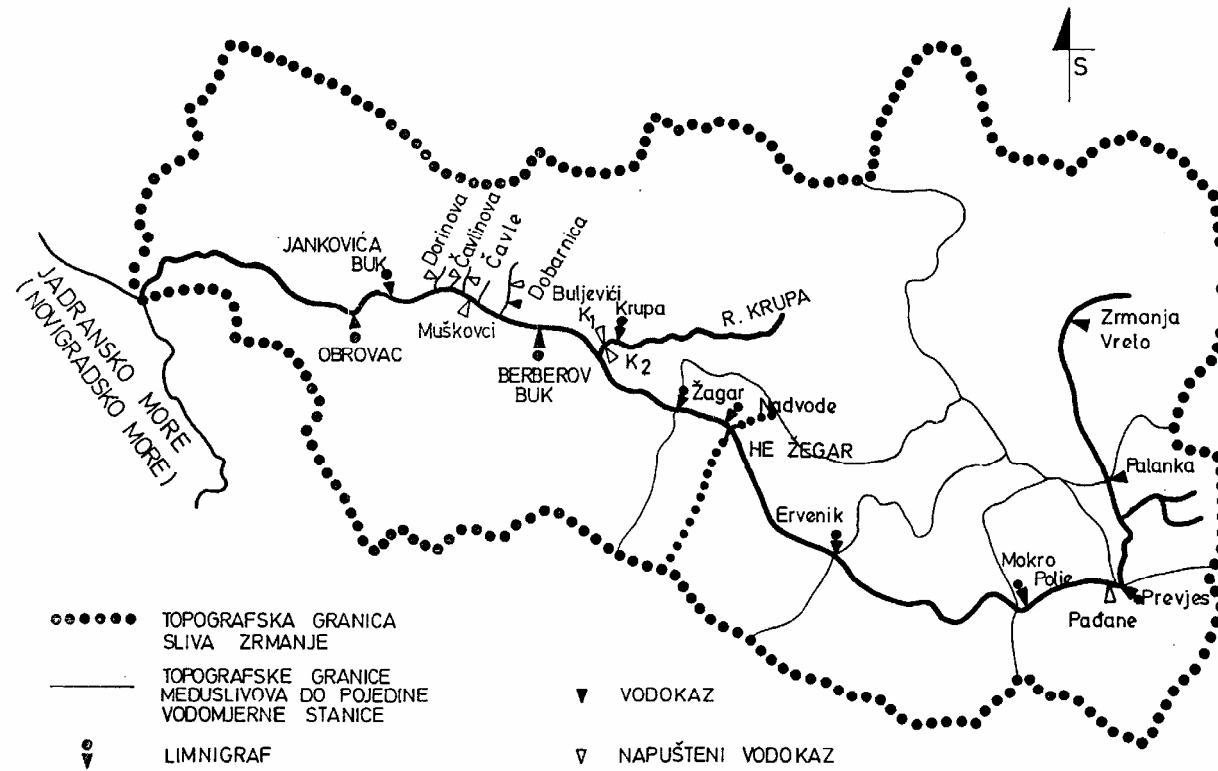 S
JADRANSKO MORE
(NOVIGRADSKO MORE)
JANKOVIĆA
BUK
OBROVAC
Dorinova
Čavlinova
Čavle
Muškovci
Dobarnica
BERBEROV
BUK
Buljevići
K1
Krupa
K2
R. KRUPA
Žagar
Nadvode
HE ŽEGAR
Ervenik
Zrmanja
Vrelo
Palanka
Mokro
Polje
Pađane
Prevjes
TOPOGRAFSKA GRANICA
SLIVA ZRMANJE
TOPOGRAFSKE GRANICE
MEDUSLIVOVA DO POJEDINE
VODOMJERNE STANICE
LIMNIGRAF
VODOKAZ
NAPUŠTENI VODOKAZ